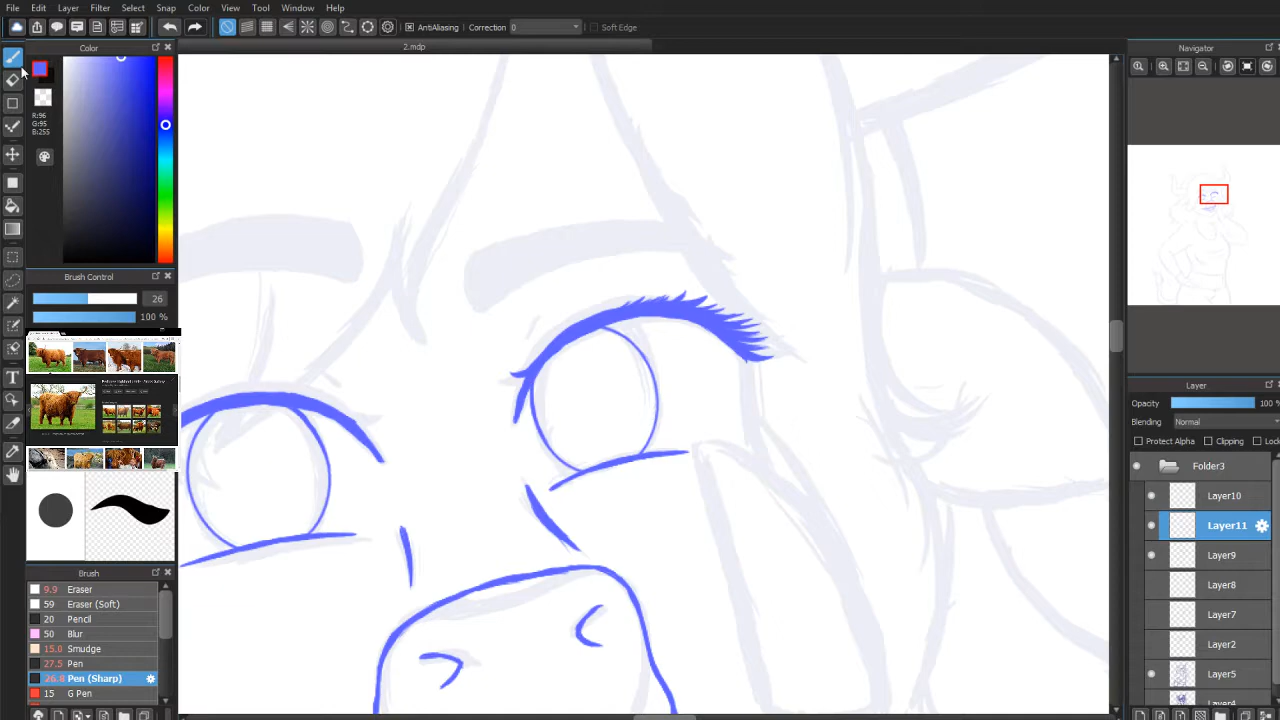 File Edit Layer Filter Select Snap Color View Tool Window Help
AntiAliasing Correction 0 Soft Edge
2.mdp
Color
R:96
G:95
B:255
Brush Control
26
100 %
Brush
9.9 Eraser
59 Eraser (Soft)
20 Pencil
50 Blur
15.0 Smudge
27.5 Pen
26.8 Pen (Sharp)
15 G Pen
Navigator
Layer
Opacity 100 %
Blending Normal
Protect Alpha Clipping Lock
Folder3
Layer10
Layer11
Layer9
Layer8
Layer7
Layer2
Layer5
Layer4